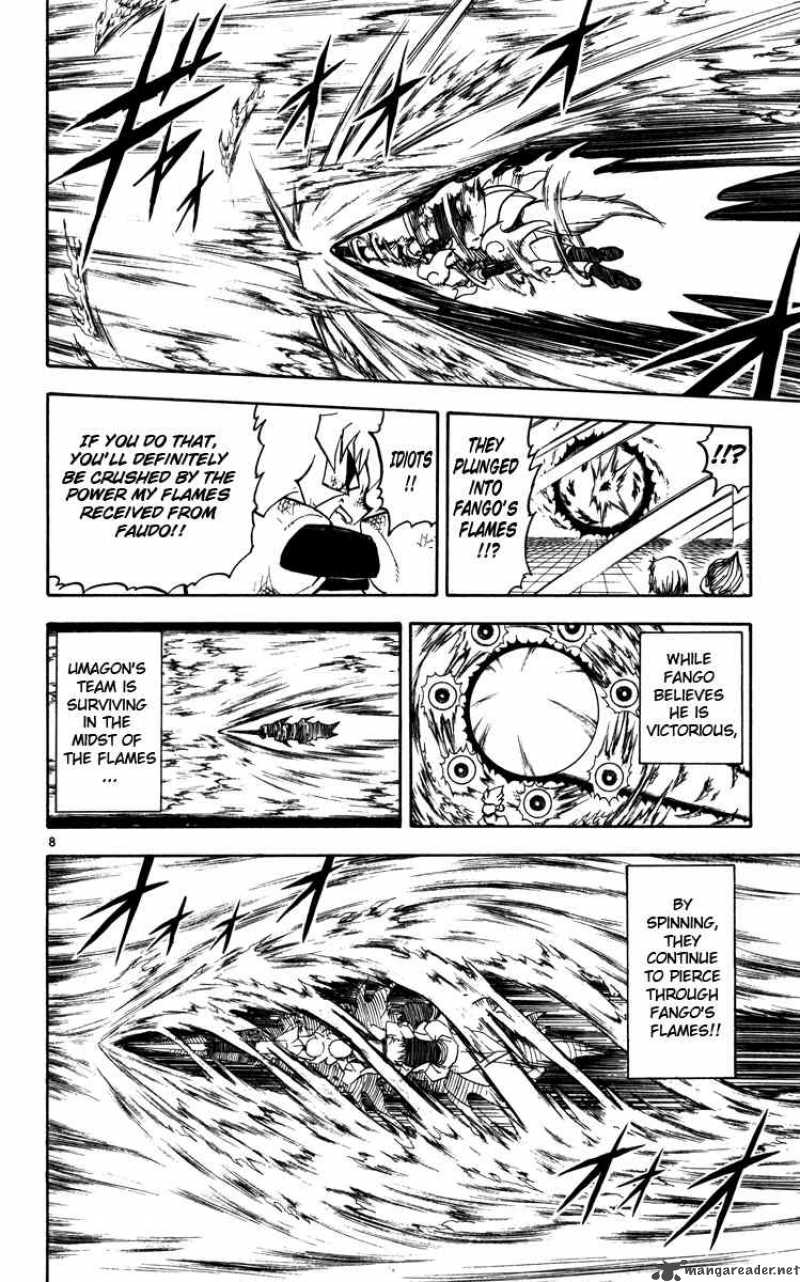 !!?
THEY
PLUNGED
INTO
FANGO'S
FLAMES
!!?
IDIOTS
!!
IF YOU DO THAT,
YOU'LL DEFINITELY
BE CRUSHED BY THE
POWER MY FLAMES
RECEIVED FROM
FAUDO!!
WHILE
FANGO
BELIEVES
HE IS
VICTORIOUS,
UMAGON'S
TEAM IS
SURVIVING
IN THE
MIDST OF
THE FLAMES
...
8
BY
SPINNING,
THEY
CONTINUE
TO PIERCE
THROUGH
FANGO'S
FLAMES!!
mangareader.net